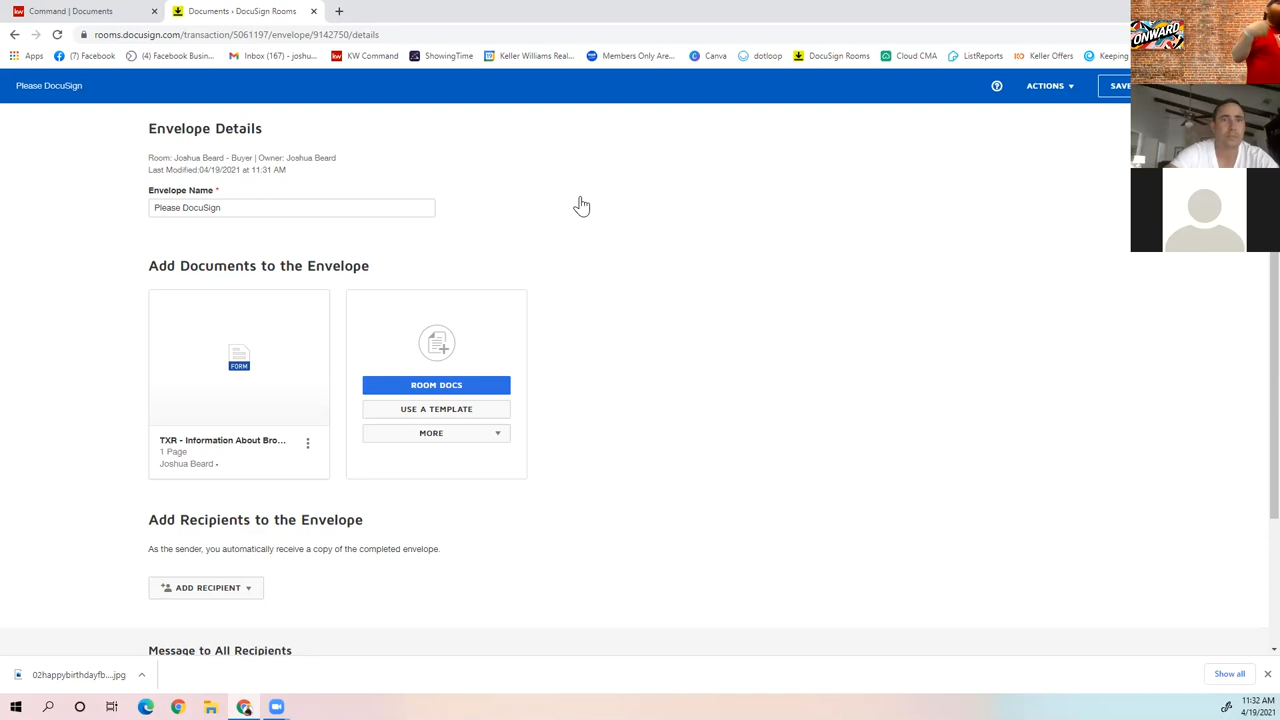 Command | Documents
Documents › DocuSign Rooms
rooms.docusign.com/transaction/5061197/envelope/9142750/details
Apps
(7) Facebook
(4) Facebook Busin...
Inbox (167) - joshu...
KW Command
ShowingTime
Keller Williams Real...
Members Only Are...
Canva
dotloop
DocuSign Rooms
Cloud CMA
ListReports
Keller Offers
Keeping
ONWARD
Please DocuSign
ACTIONS
SAVE
Envelope Details
Room: Joshua Beard - Buyer | Owner: Joshua Beard
Last Modified:04/19/2021 at 11:31 AM
Envelope Name *
Please DocuSign
Add Documents to the Envelope
FORM
TXR - Information About Bro...
1 Page
Joshua Beard •
ROOM DOCS
USE A TEMPLATE
MORE
Add Recipients to the Envelope
As the sender, you automatically receive a copy of the completed envelope.
ADD RECIPIENT
Message to All Recipients
02happybirthdayfb....jpg
Show all
11:32 AM
4/19/2021